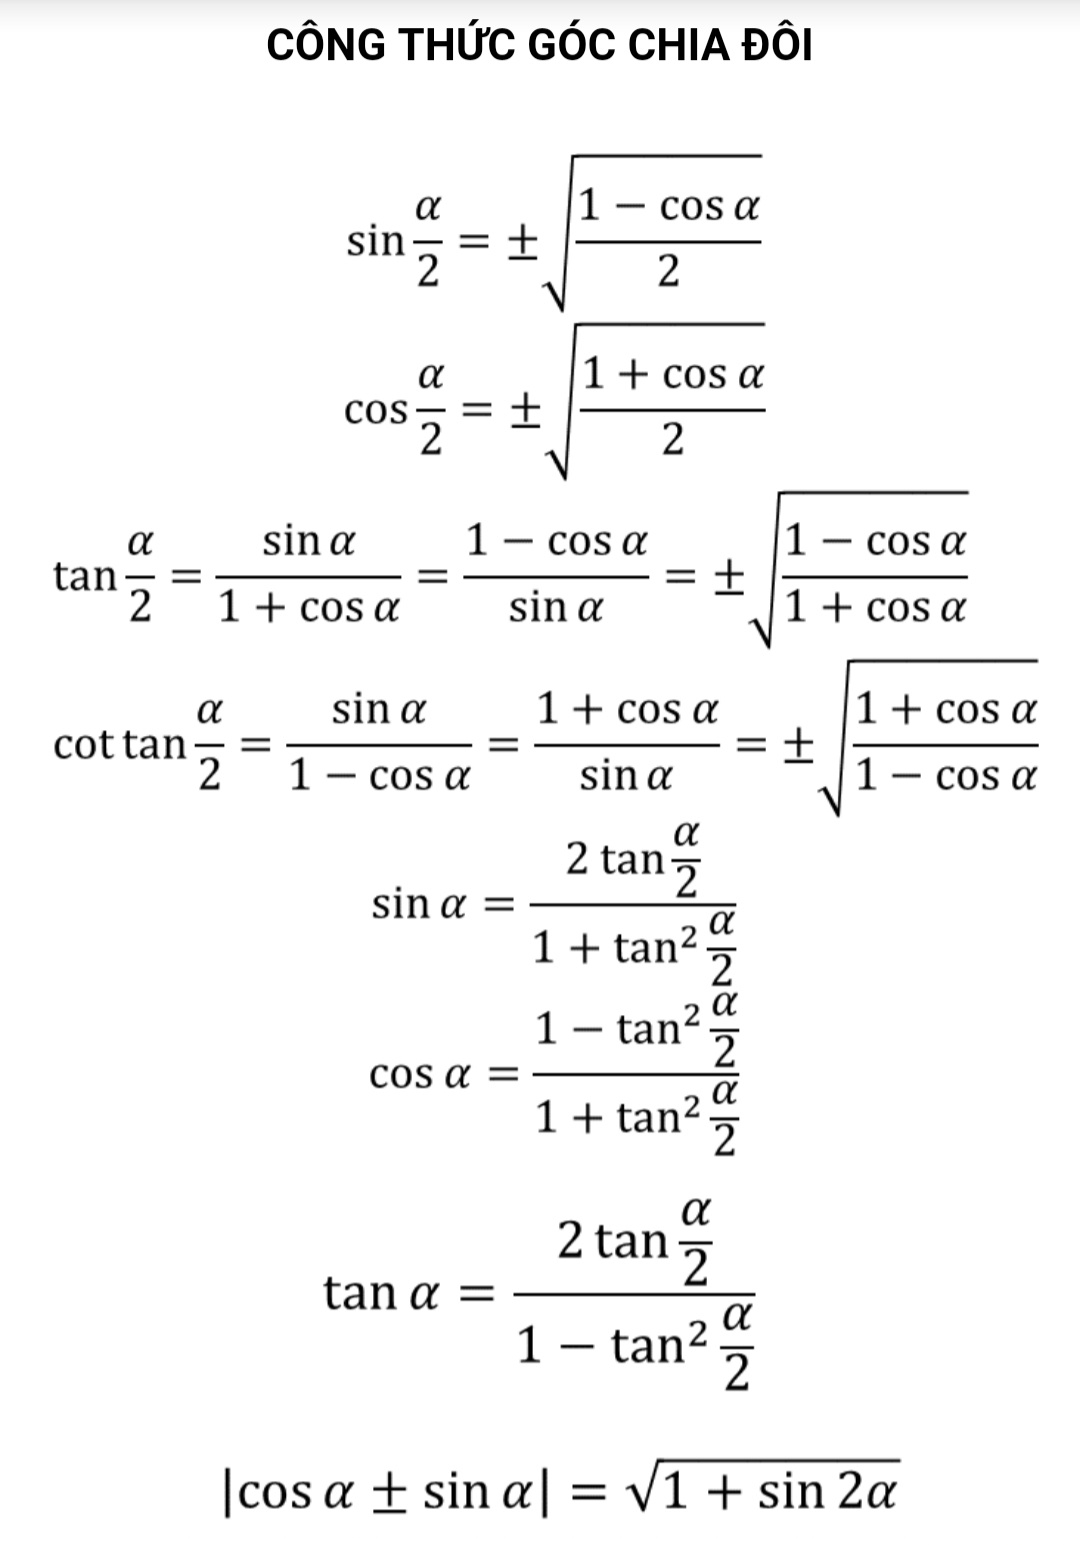 CÔNG THỨC GÓC CHIA ĐÔI
sin α/2 = ± √((1 − cos α)/2)
cos α/2 = ± √((1 + cos α)/2)
tan α/2 = sin α/(1 + cos α) = (1 − cos α)/sin α = ± √((1 − cos α)/(1 + cos α))
cot tan α/2 = sin α/(1 − cos α) = (1 + cos α)/sin α = ± √((1 + cos α)/(1 − cos α))
sin α = (2 tan α/2)/(1 + tan² α/2)
cos α = (1 − tan² α/2)/(1 + tan² α/2)
tan α = (2 tan α/2)/(1 − tan² α/2)
|cos α ± sin α| = √(1 + sin 2α)